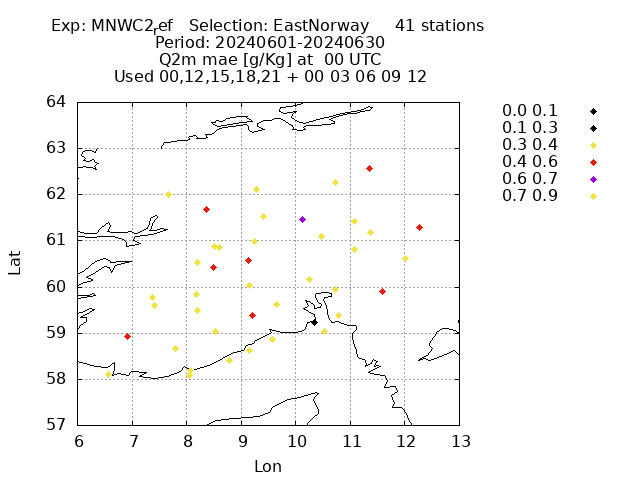 Exp: MNWC2ref Selection: EastNorway 41 stations
Period: 20240601-20240630
Q2m mae [g/Kg] at 00 UTC
Used 00,12,15,18,21 + 00 03 06 09 12
0.0 0.1
0.1 0.3
0.3 0.4
0.4 0.6
0.6 0.7
0.7 0.9
64
63
62
61
60
59
58
57
Lat
6 7 8 9 10 11 12 13
Lon